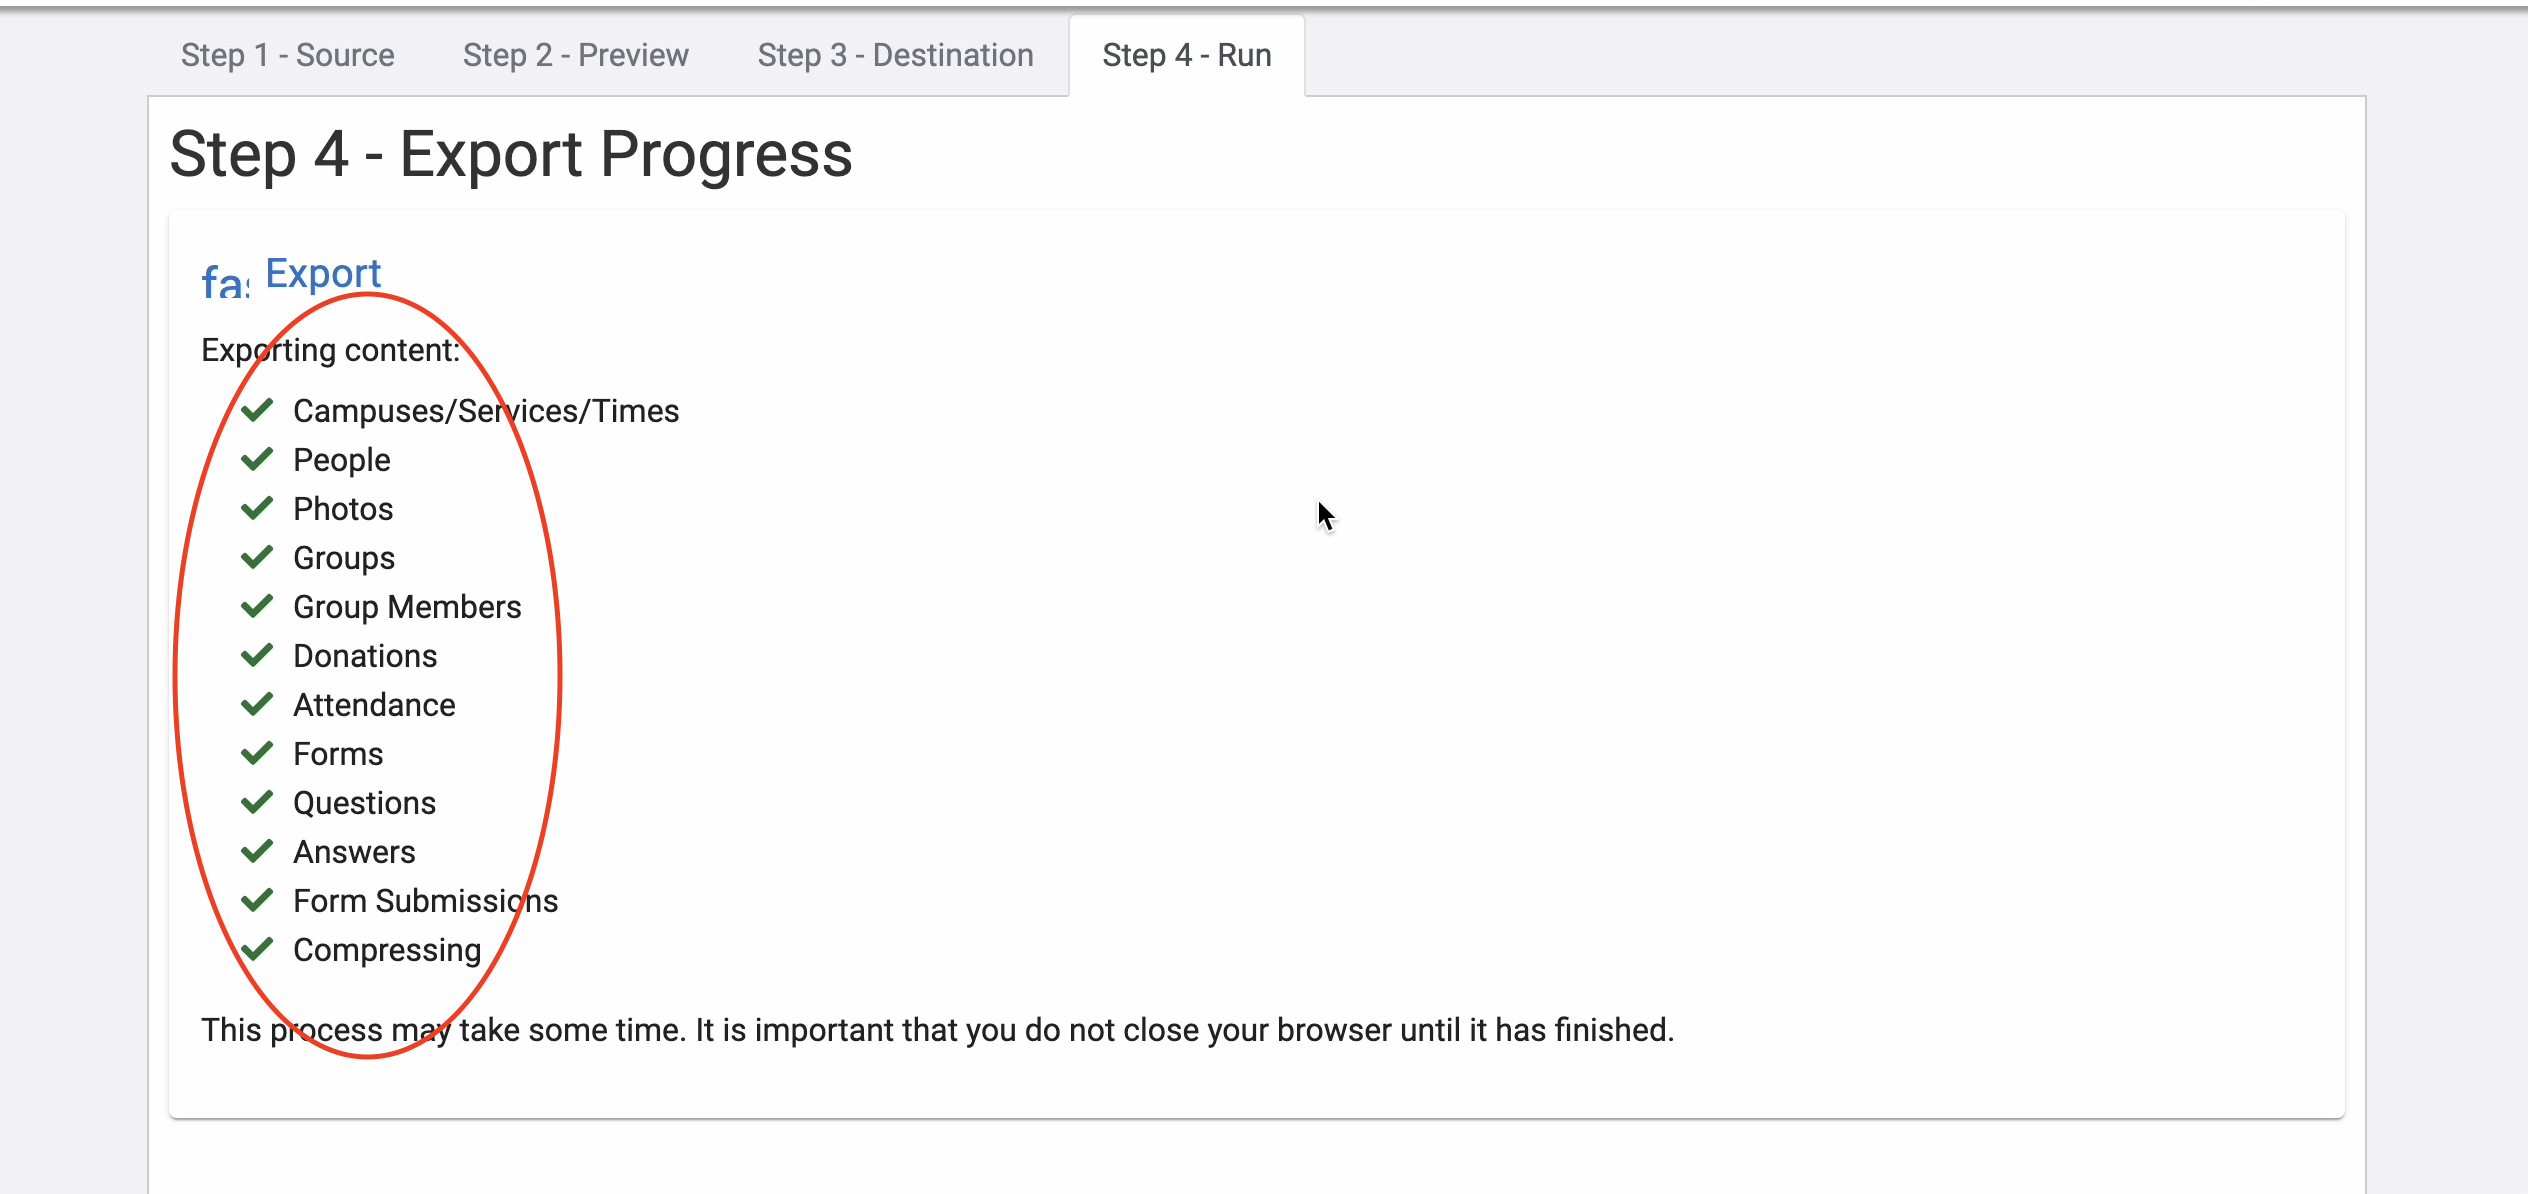 Step 1 - Source Step 2 - Preview Step 3 - Destination Step 4 - Run
Step 4 - Export Progress
Export
Exporting content:
Campuses/Services/Times
People
Photos
Groups
Group Members
Donations
Attendance
Forms
Questions
Answers
Form Submissions
Compressing
This process may take some time. It is important that you do not close your browser until it has finished.